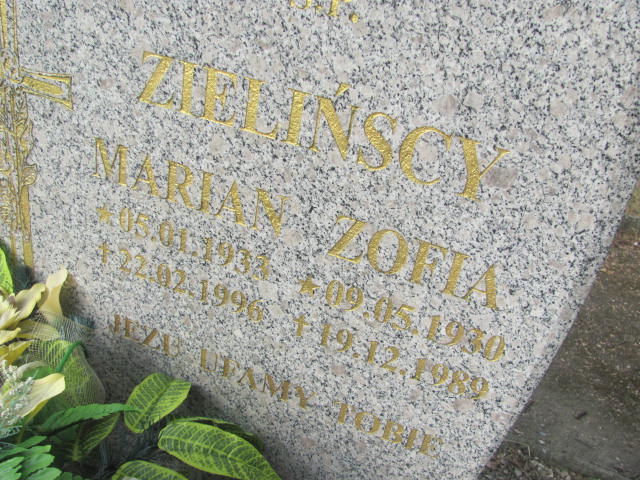 Ś.P.
ZIELIŃSCY
MARIAN ZOFIA
★05.01.1933 ★09.05.1930
✝22.02.1996 ✝19.12.1989
JEZU UFAMY TOBIE